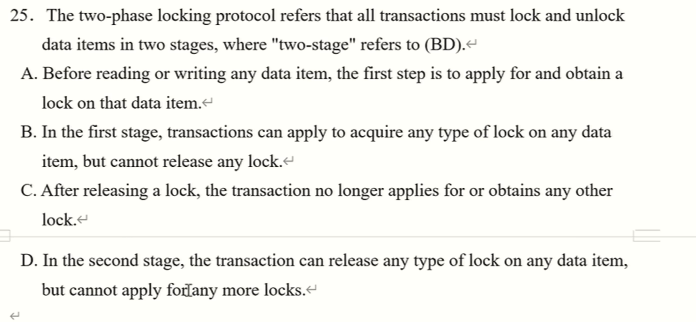 25. The two-phase locking protocol refers that all transactions must lock and unlock
data items in two stages, where "two-stage" refers to (BD).↵
A. Before reading or writing any data item, the first step is to apply for and obtain a
lock on that data item.↵
B. In the first stage, transactions can apply to acquire any type of lock on any data
item, but cannot release any lock.↵
C. After releasing a lock, the transaction no longer applies for or obtains any other
lock.↵
D. In the second stage, the transaction can release any type of lock on any data item,
but cannot apply for any more locks.↵
↵